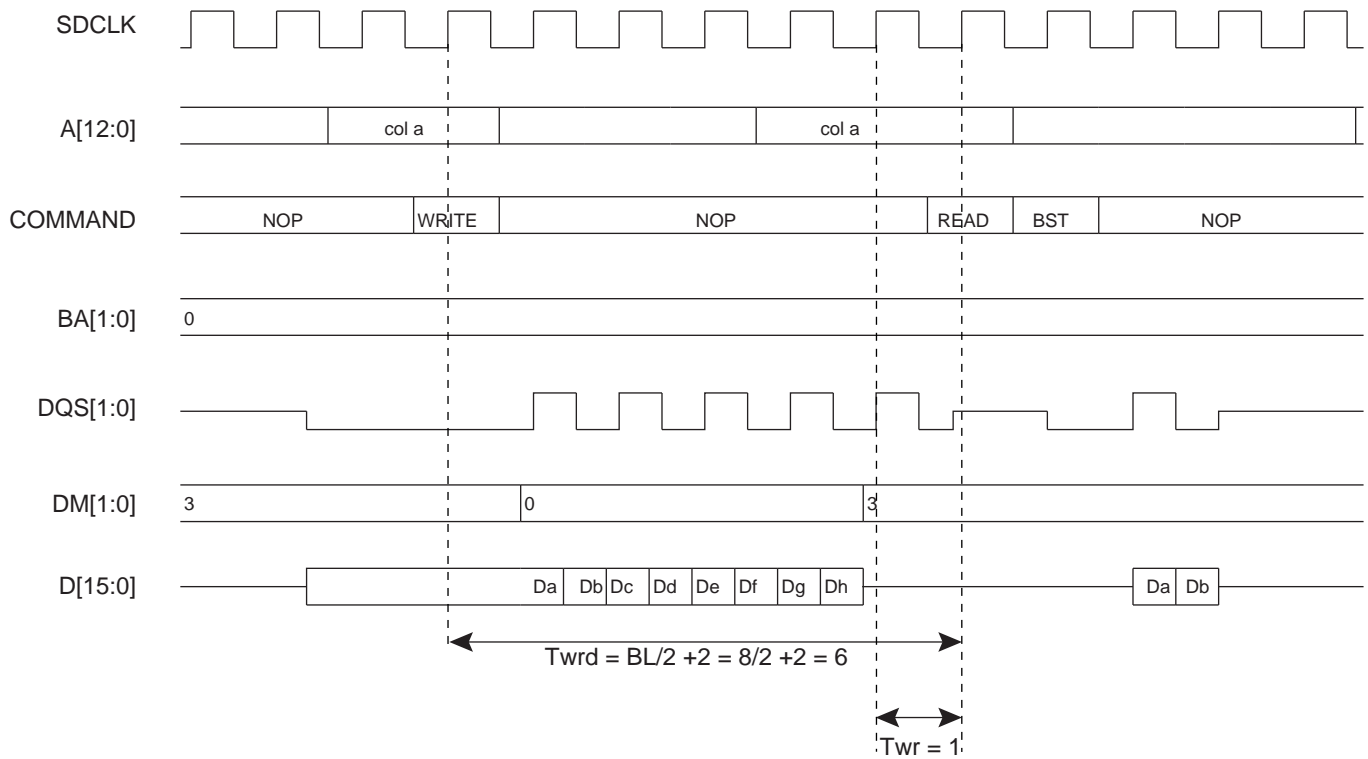 SDCLK
A[12:0] col a col a
COMMAND NOP WRITE NOP READ BST NOP
BA[1:0] 0
DQS[1:0]
DM[1:0] 3 0 3
D[15:0] Da Db Dc Dd De Df Dg Dh Da Db
Twrd = BL/2 +2 = 8/2 +2 = 6
Twr = 1